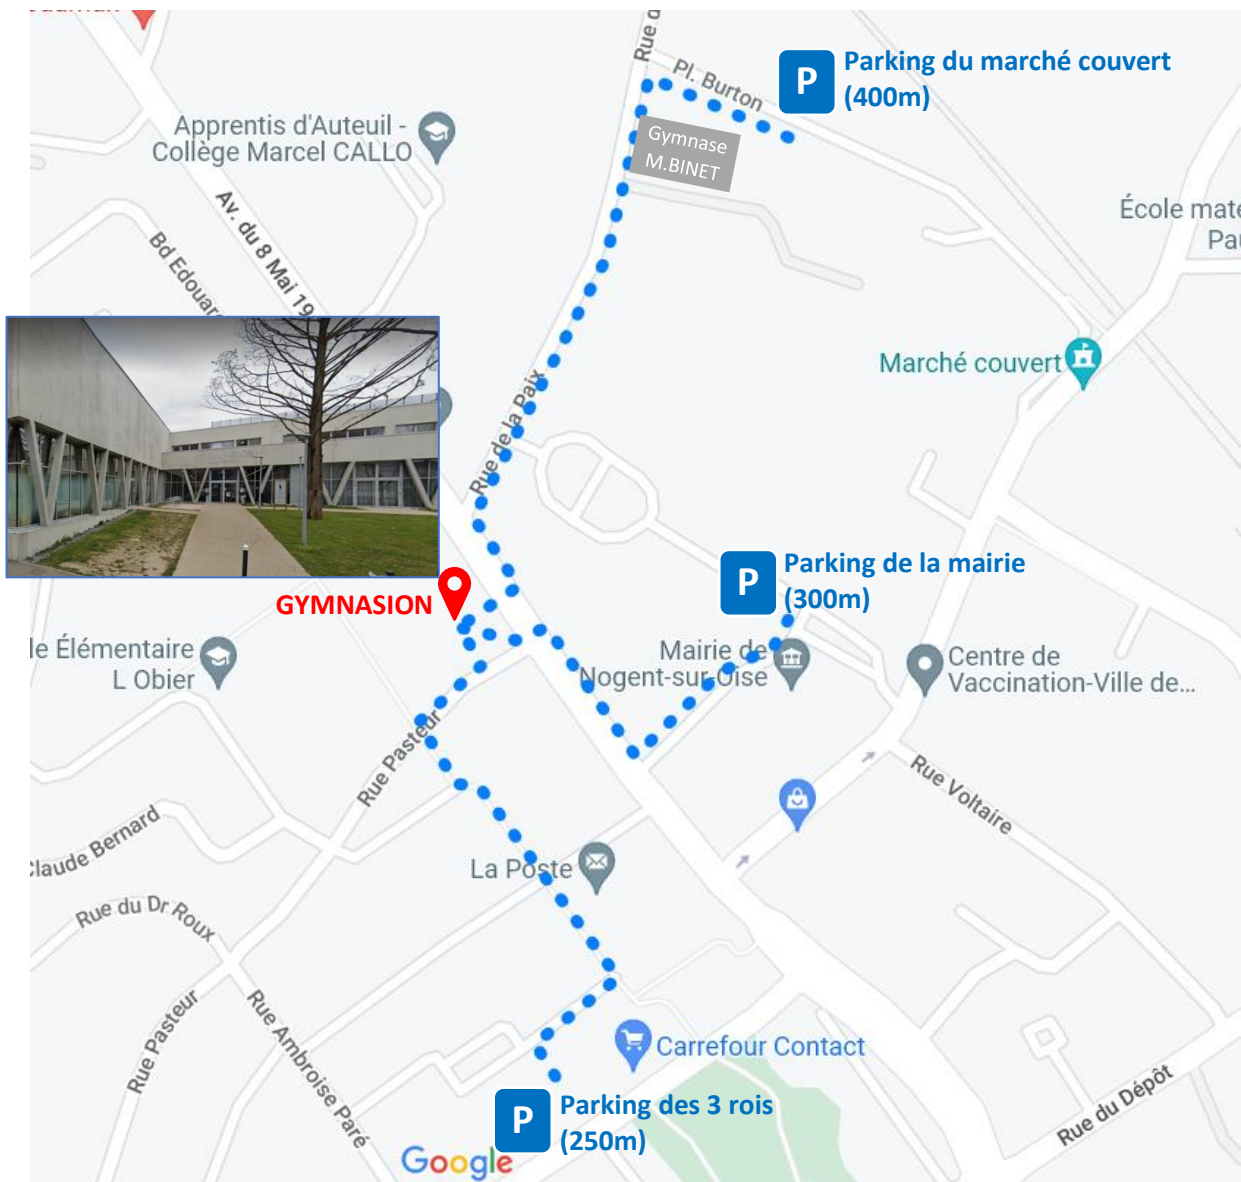 Rue d
Pl. Burton
P
Parking du marché couvert
(400m)
Apprentis d'Auteuil -
Collège Marcel CALLO
Gymnase
M.BINET
Av. du 8 Mai 19
Bd Edouar
École mate
Pau
Marché couvert
Rue de la Paix
P
Parking de la mairie
(300m)
GYMNASION
le Élémentaire
L Obier
Mairie de
Nogent-sur-Oise
Centre de
Vaccination-Ville de...
Rue Pasteur
Rue Voltaire
Claude Bernard
La Poste
Rue du Dr Roux
Rue Pasteur
Rue Ambroise Paré
Carrefour Contact
Rue du Dépôt
P
Parking des 3 rois
(250m)
Google